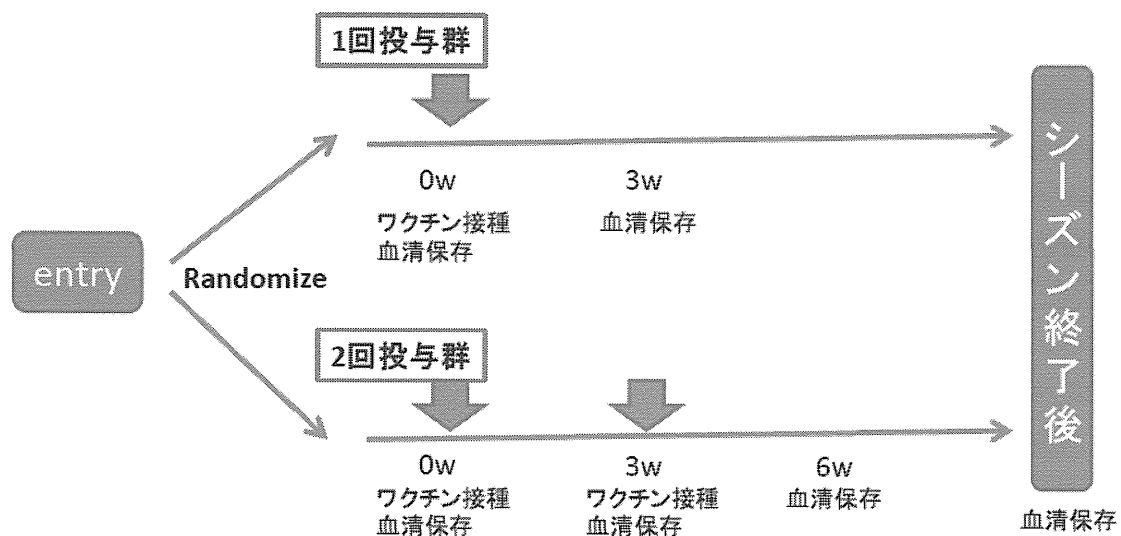 1回投与群
0w
3w
ワクチン接種
血清保存
血清保存
entry
Randomize
2回投与群
0w
3w
6w
ワクチン接種
血清保存
ワクチン接種
血清保存
血清保存
シーズン終了後
血清保存